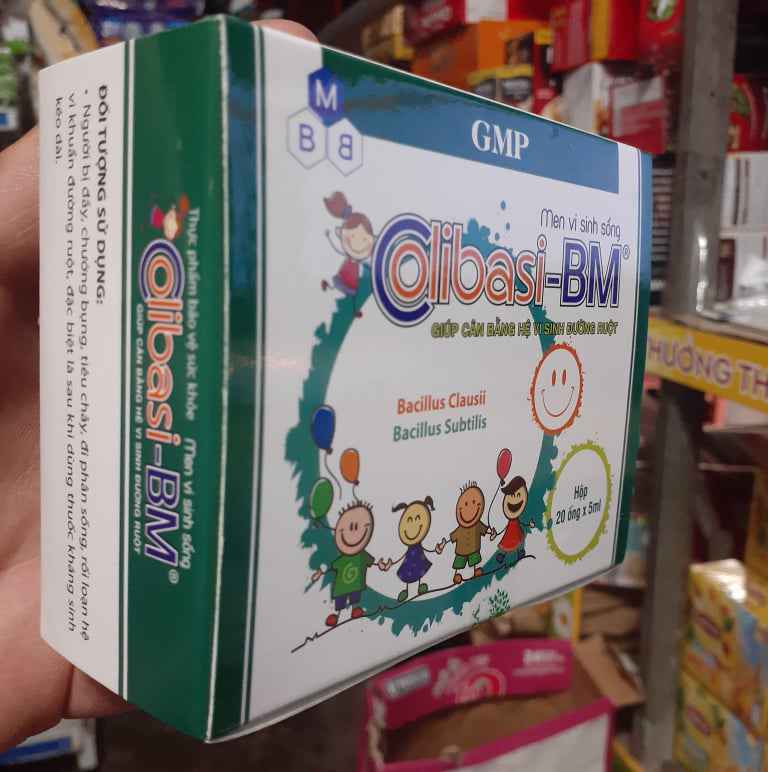 ĐỐI TƯỢNG SỬ DỤNG:
• Người bị đầy, chướng bụng, tiêu chảy, đi phân sống, rối loạn hệ
vi khuẩn đường ruột, đặc biệt là sau khi dùng thuốc kháng sinh
kéo dài.
Thực phẩm bảo vệ sức khỏe Men vi sinh sống
Colibasi-BM®
GIÚP CÂN BẰNG HỆ VI SINH ĐƯỜNG RUỘT
M
B B
GMP
Men vi sinh sống
Colibasi-BM®
GIÚP CÂN BẰNG HỆ VI SINH ĐƯỜNG RUỘT
Bacillus Clausii
Bacillus Subtilis
Hộp
20 ống x 5ml
HƯỞNG TH